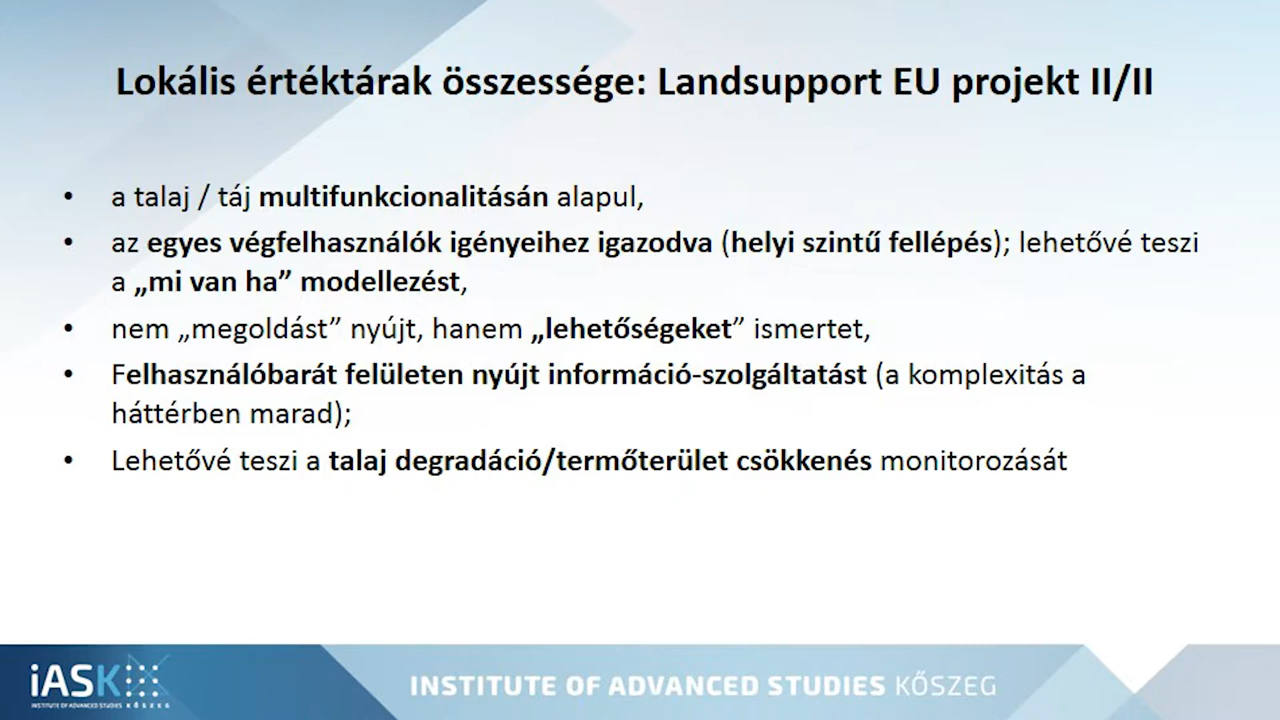 Lokális értéktárak összessége: Landsupport EU projekt II/II
• a talaj / táj multifunkcionalitásán alapul,
• az egyes végfelhasználók igényeihez igazodva (helyi szintű fellépés); lehetővé teszi
a „mi van ha” modellezést,
• nem „megoldást” nyújt, hanem „lehetőségeket” ismertet,
• Felhasználóbarát felületen nyújt információ-szolgáltatást (a komplexitás a
háttérben marad);
• Lehetővé teszi a talaj degradáció/termőterület csökkenés monitorozását
iASK
INSTITUTE OF ADVANCED STUDIES KŐSZEG
INSTITUTE OF ADVANCED STUDIES KŐSZEG